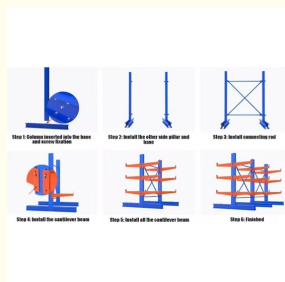 Step 1: Column inserted into the base
and screw fixation
Step 2: Install the other side pillar and
base
Step 3: Install connecting rod
Step 4: Install the cantilever beam
Step 5: Install all the cantilever beam
Step 6: Finished